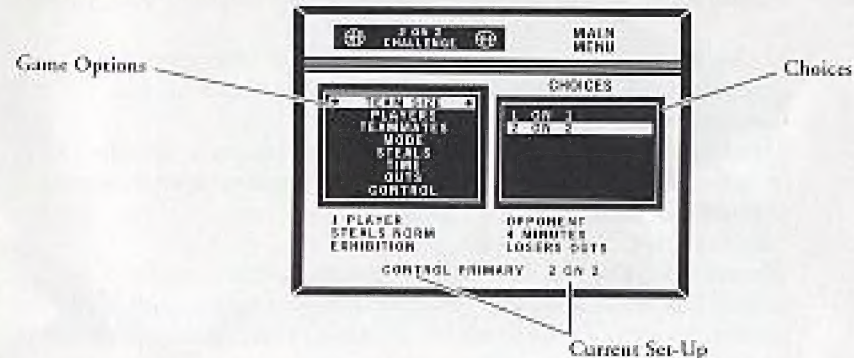 2 ON 2
CHALLENGE
MAIN
MENU
Game Options
Choices
CHOICES
TEAM SIZE
PLAYERS
TEAMMATES
MODE
STEALS
TIME
OUTS
CONTROL
1 ON 1
2 ON 2
1 PLAYER
STEALS NORM
EXHIBITION
OPPONENT
4 MINUTES
LOSERS OUTS
CONTROL PRIMARY 2 ON 2
Current Set-Up